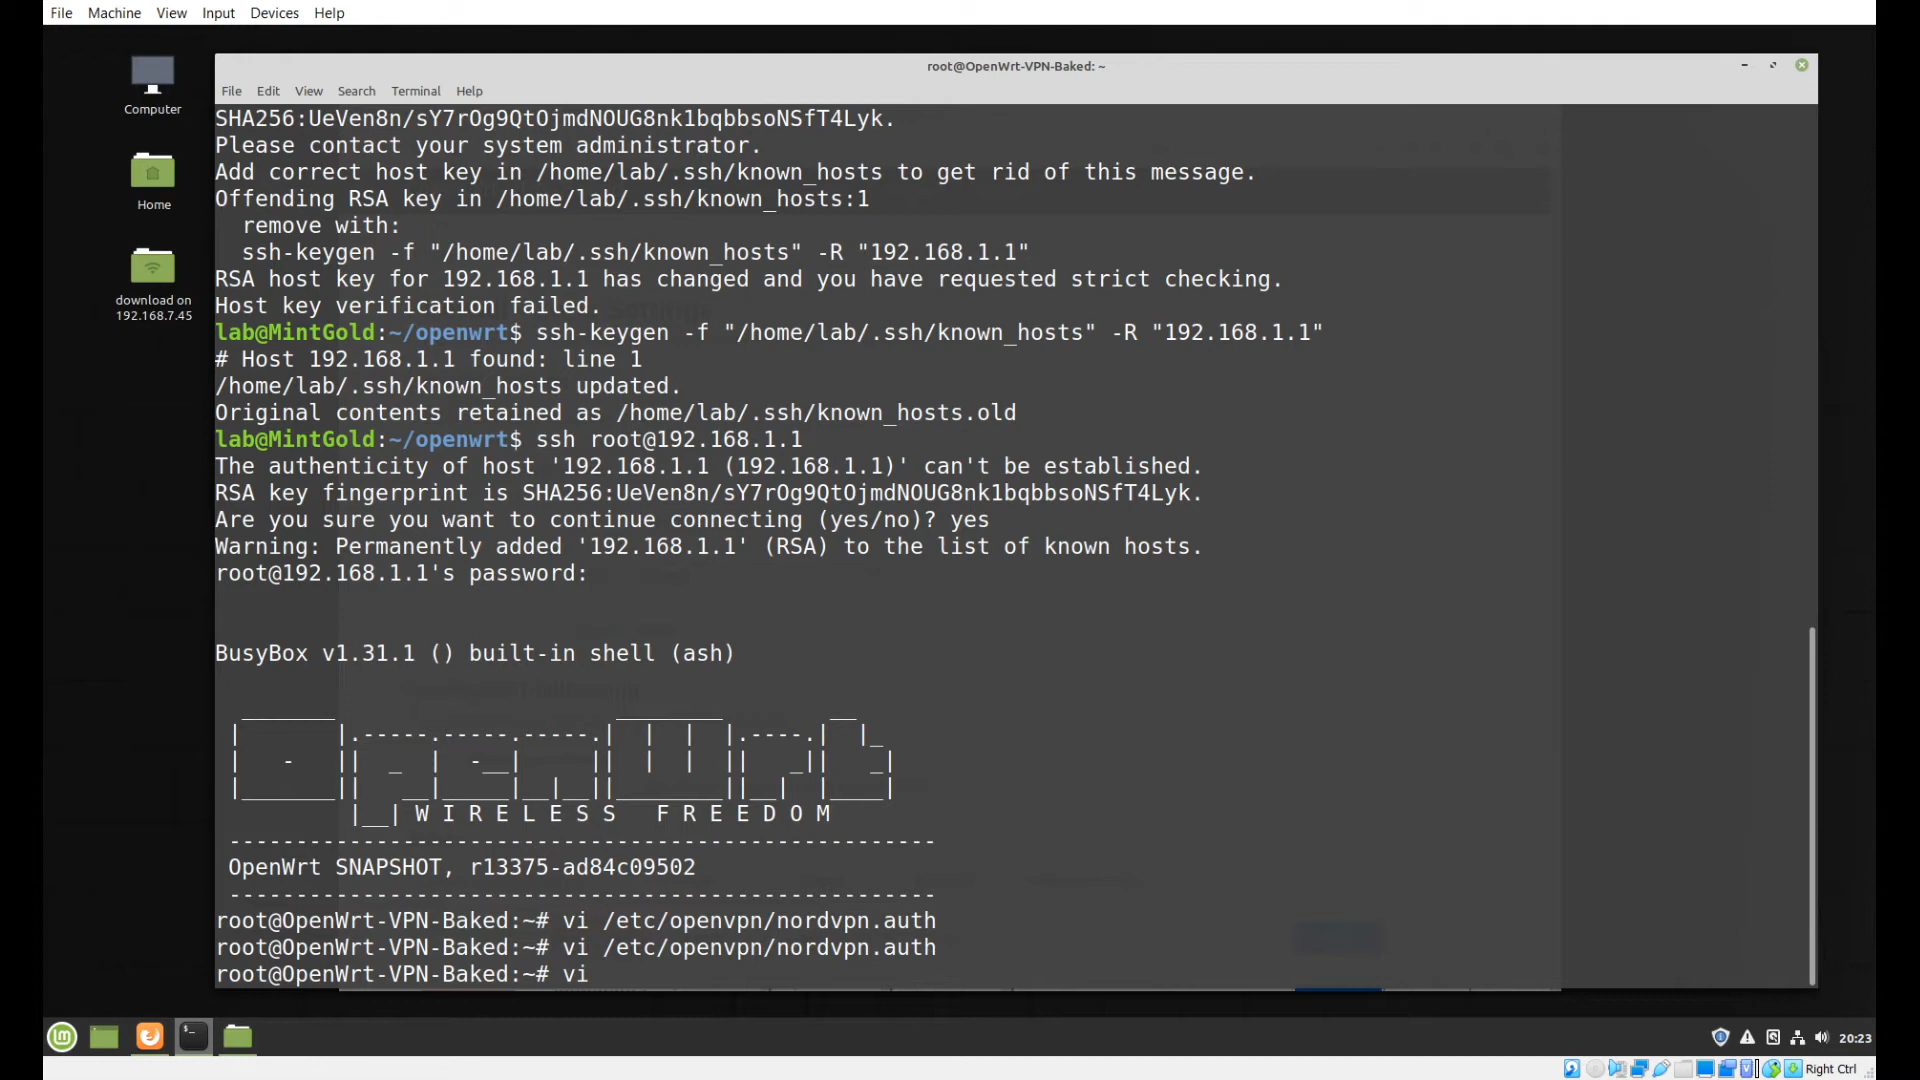 File Machine View Input Devices Help
Computer
Home
download on
192.168.7.45
root@OpenWrt-VPN-Baked: ~
File Edit View Search Terminal Help
SHA256:UeVen8n/sY7rOg9QtOjmdNOUG8nk1bqbbsoNSfT4Lyk.
Please contact your system administrator.
Add correct host key in /home/lab/.ssh/known_hosts to get rid of this message.
Offending RSA key in /home/lab/.ssh/known_hosts:1
remove with:
ssh-keygen -f "/home/lab/.ssh/known_hosts" -R "192.168.1.1"
RSA host key for 192.168.1.1 has changed and you have requested strict checking.
Host key verification failed.
lab@MintGold:~/openwrt$ ssh-keygen -f "/home/lab/.ssh/known_hosts" -R "192.168.1.1"
# Host 192.168.1.1 found: line 1
/home/lab/.ssh/known_hosts updated.
Original contents retained as /home/lab/.ssh/known_hosts.old
lab@MintGold:~/openwrt$ ssh root@192.168.1.1
The authenticity of host '192.168.1.1 (192.168.1.1)' can't be established.
RSA key fingerprint is SHA256:UeVen8n/sY7rOg9QtOjmdNOUG8nk1bqbbsoNSfT4Lyk.
Are you sure you want to continue connecting (yes/no)? yes
Warning: Permanently added '192.168.1.1' (RSA) to the list of known hosts.
root@192.168.1.1's password:
BusyBox v1.31.1 () built-in shell (ash)
OpenWrt
W I R E L E S S   F R E E D O M
-----------------------------------------------------
OpenWrt SNAPSHOT, r13375-ad84c09502
-----------------------------------------------------
root@OpenWrt-VPN-Baked:~# vi /etc/openvpn/nordvpn.auth
root@OpenWrt-VPN-Baked:~# vi /etc/openvpn/nordvpn.auth
root@OpenWrt-VPN-Baked:~# vi
20:23
Right Ctrl